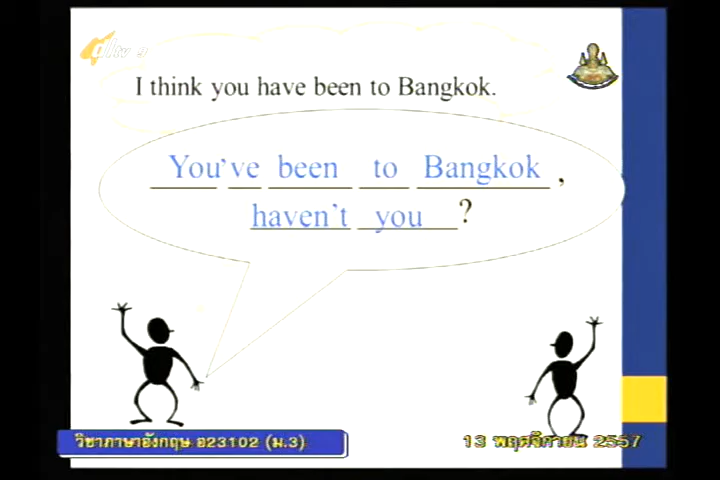 I think you have been to Bangkok.
You've been to Bangkok,
haven't you?
วิชาภาษาอังกฤษ อ23102 (ม.3)
13 พฤศจิกายน 2557